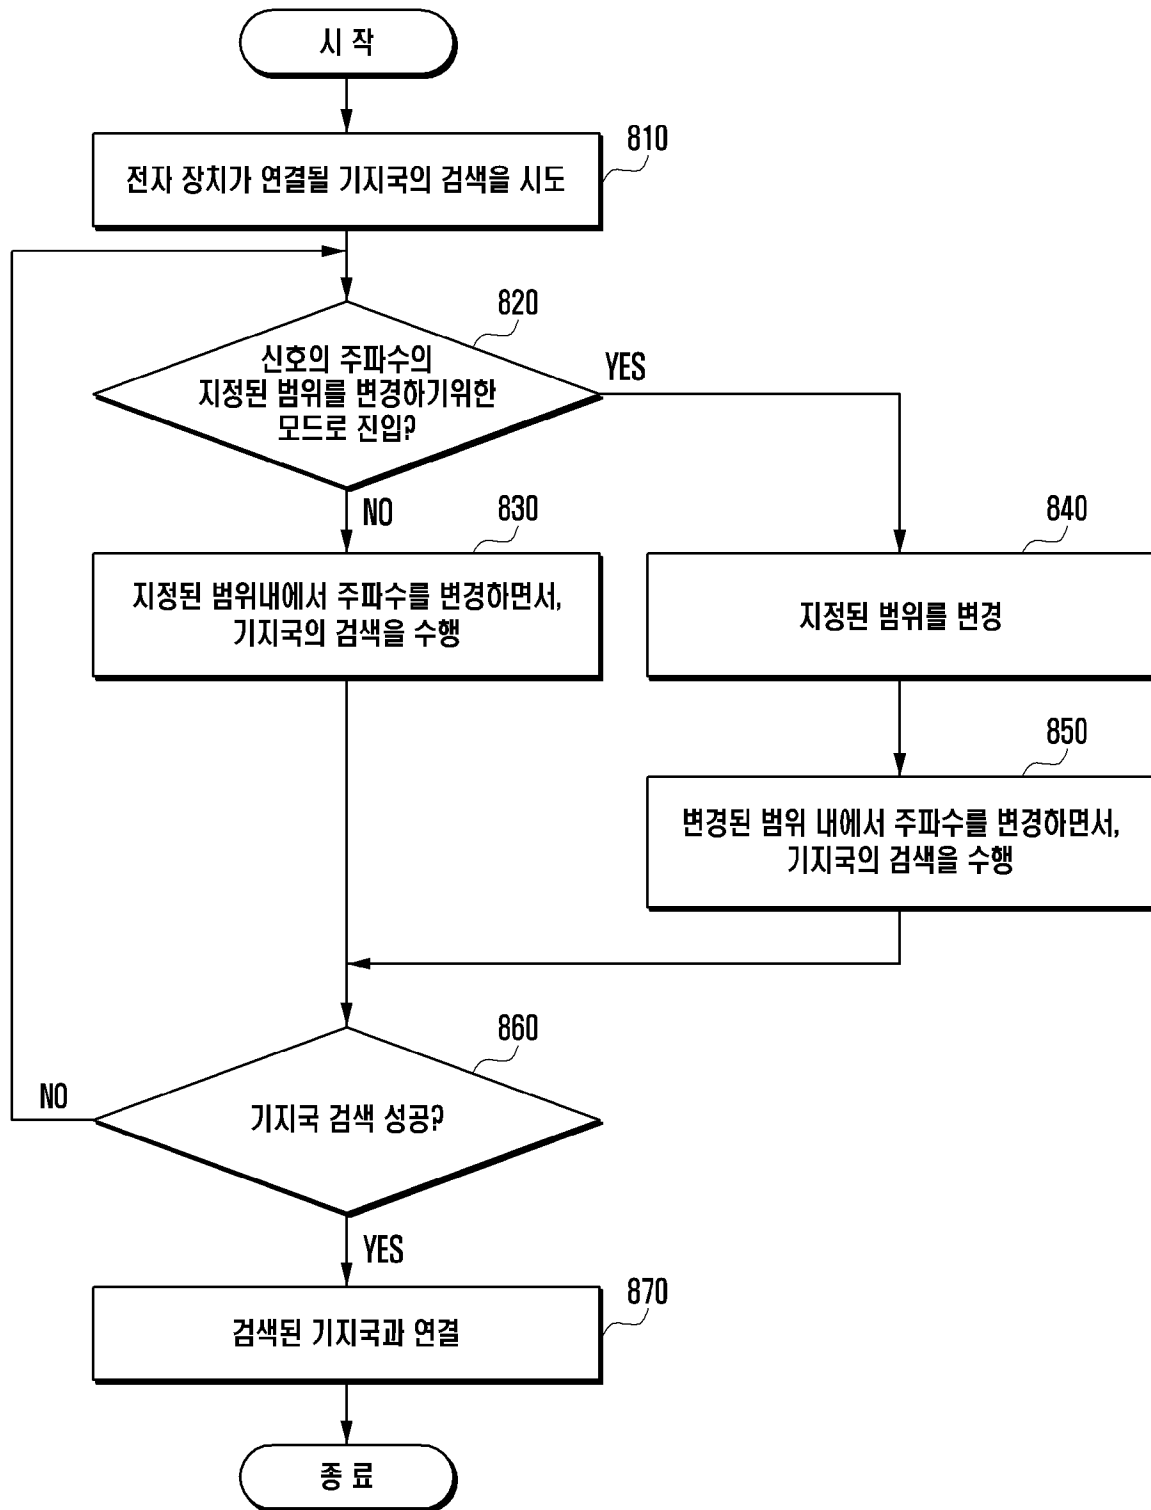 시 작
810
전자 장치가 연결될 기지국의 검색을 시도
820
신호의 주파수의
지정된 범위를 변경하기위한
모드로 진입?
YES
NO
830
지정된 범위내에서 주파수를 변경하면서,
기지국의 검색을 수행
840
지정된 범위를 변경
850
변경된 범위 내에서 주파수를 변경하면서,
기지국의 검색을 수행
860
기지국 검색 성공?
NO
YES
870
검색된 기지국과 연결
종 료